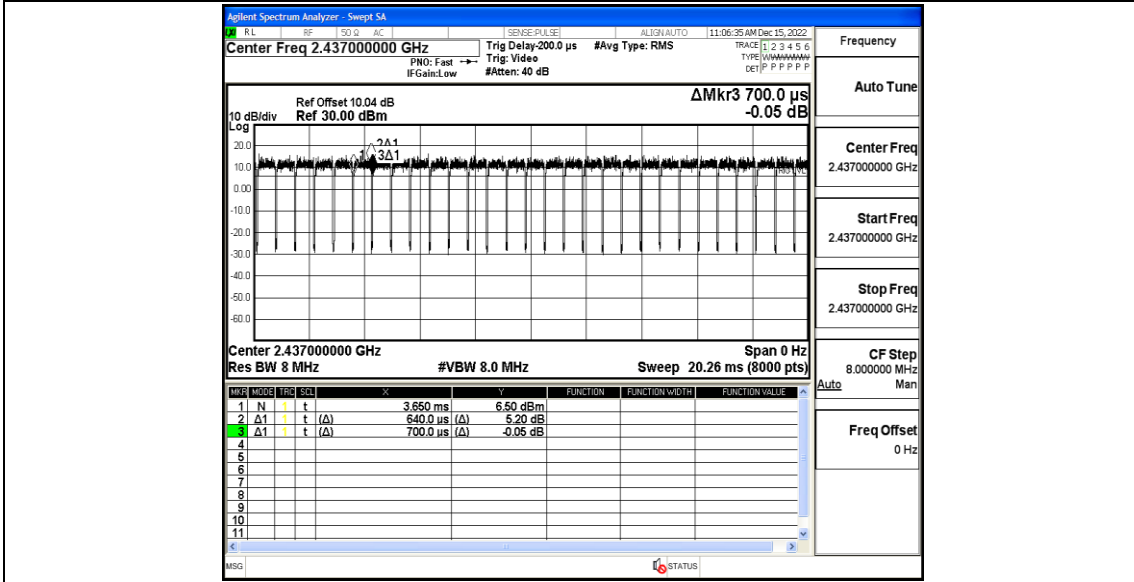 Agilent Spectrum Analyzer - Swept SA
RL RF 50 Ω AC SENSE:PULSE ALIGNAUTO 11:06:35 AM Dec 15, 2022
Center Freq 2.437000000 GHz Trig Delay-200.0 µs #Avg Type: RMS TRACE 1 2 3 4 5 6
PNO: Fast Trig: Video TYPE
IFGain:Low #Atten: 40 dB DET P P P P P P
Frequency
ΔMkr3 700.0 µs
-0.05 dB
Ref Offset 10.04 dB
10 dB/div Ref 30.00 dBm
Log
20.0
10.0
0.00
-10.0
-20.0
-30.0
-40.0
-50.0
-60.0
2Δ1
1 3Δ1
Center 2.437000000 GHz Span 0 Hz
Res BW 8 MHz #VBW 8.0 MHz Sweep 20.26 ms (8000 pts)
MKR MODE TRC SCL X Y FUNCTION FUNCTION WIDTH FUNCTION VALUE
1 N 1 t 3.650 ms 6.50 dBm
2 Δ1 1 t (Δ) 640.0 µs (Δ) 5.20 dB
3 Δ1 1 t (Δ) 700.0 µs (Δ) -0.05 dB
4
5
6
7
8
9
10
11
MSG STATUS
Auto Tune
Center Freq
2.437000000 GHz
Start Freq
2.437000000 GHz
Stop Freq
2.437000000 GHz
CF Step
8.000000 MHz
Auto Man
Freq Offset
0 Hz